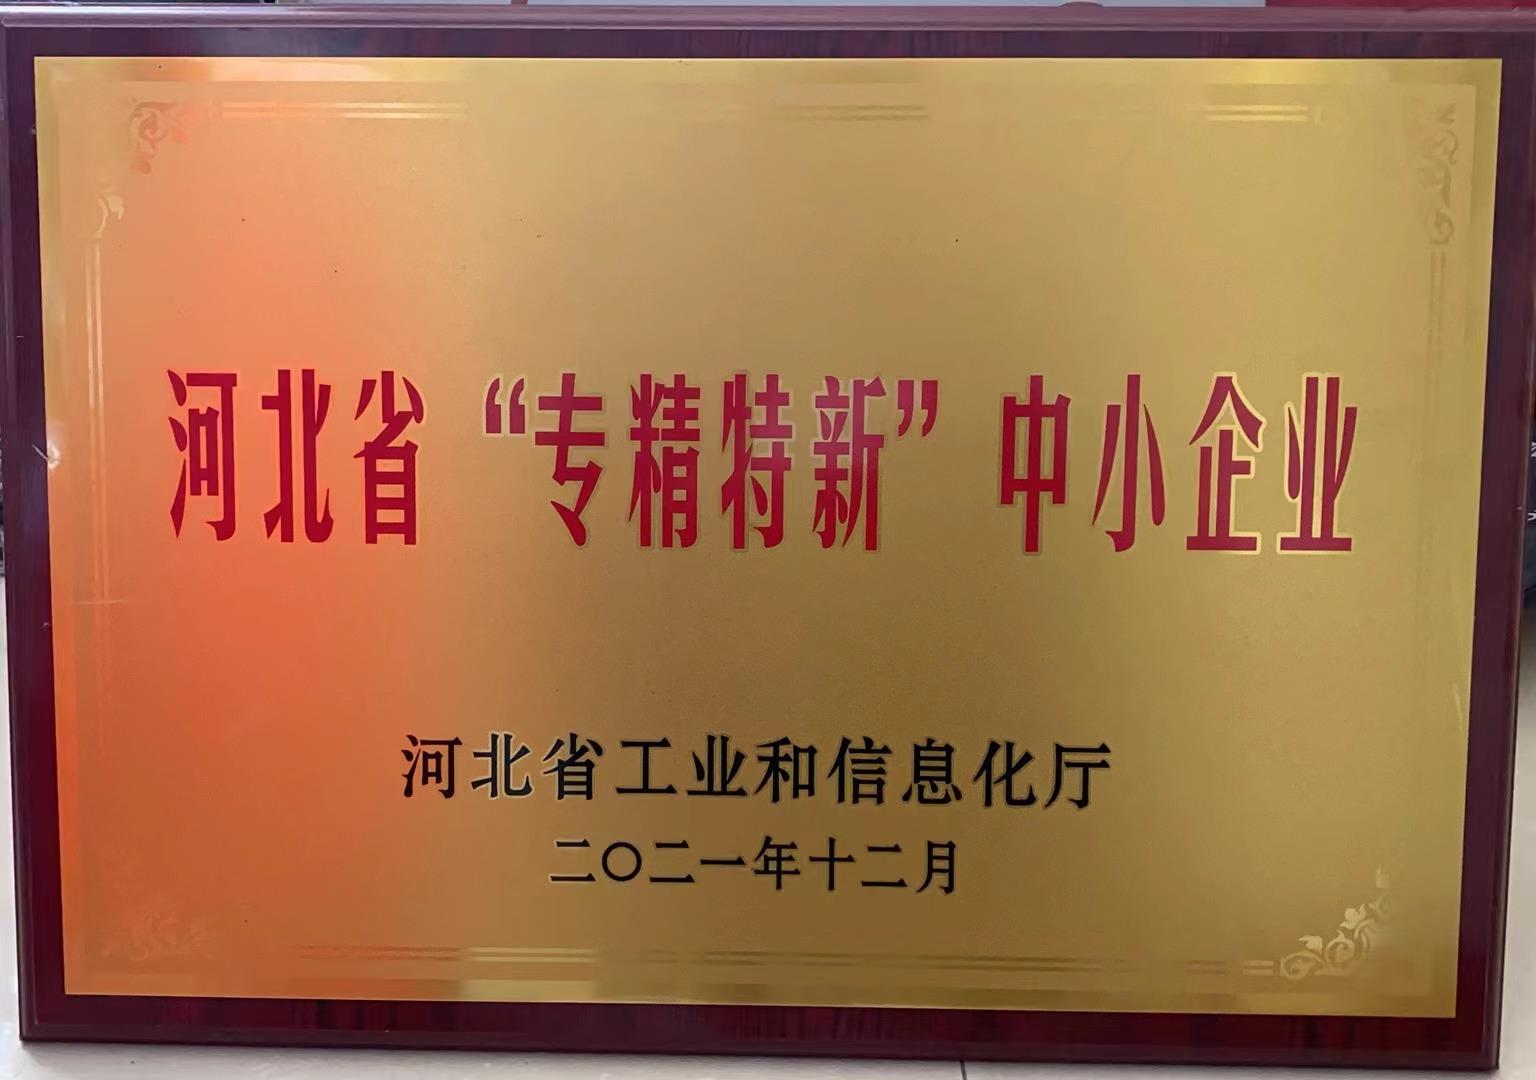 河北省“专精特新”中小企业
河北省工业和信息化厅
二〇二一年十二月